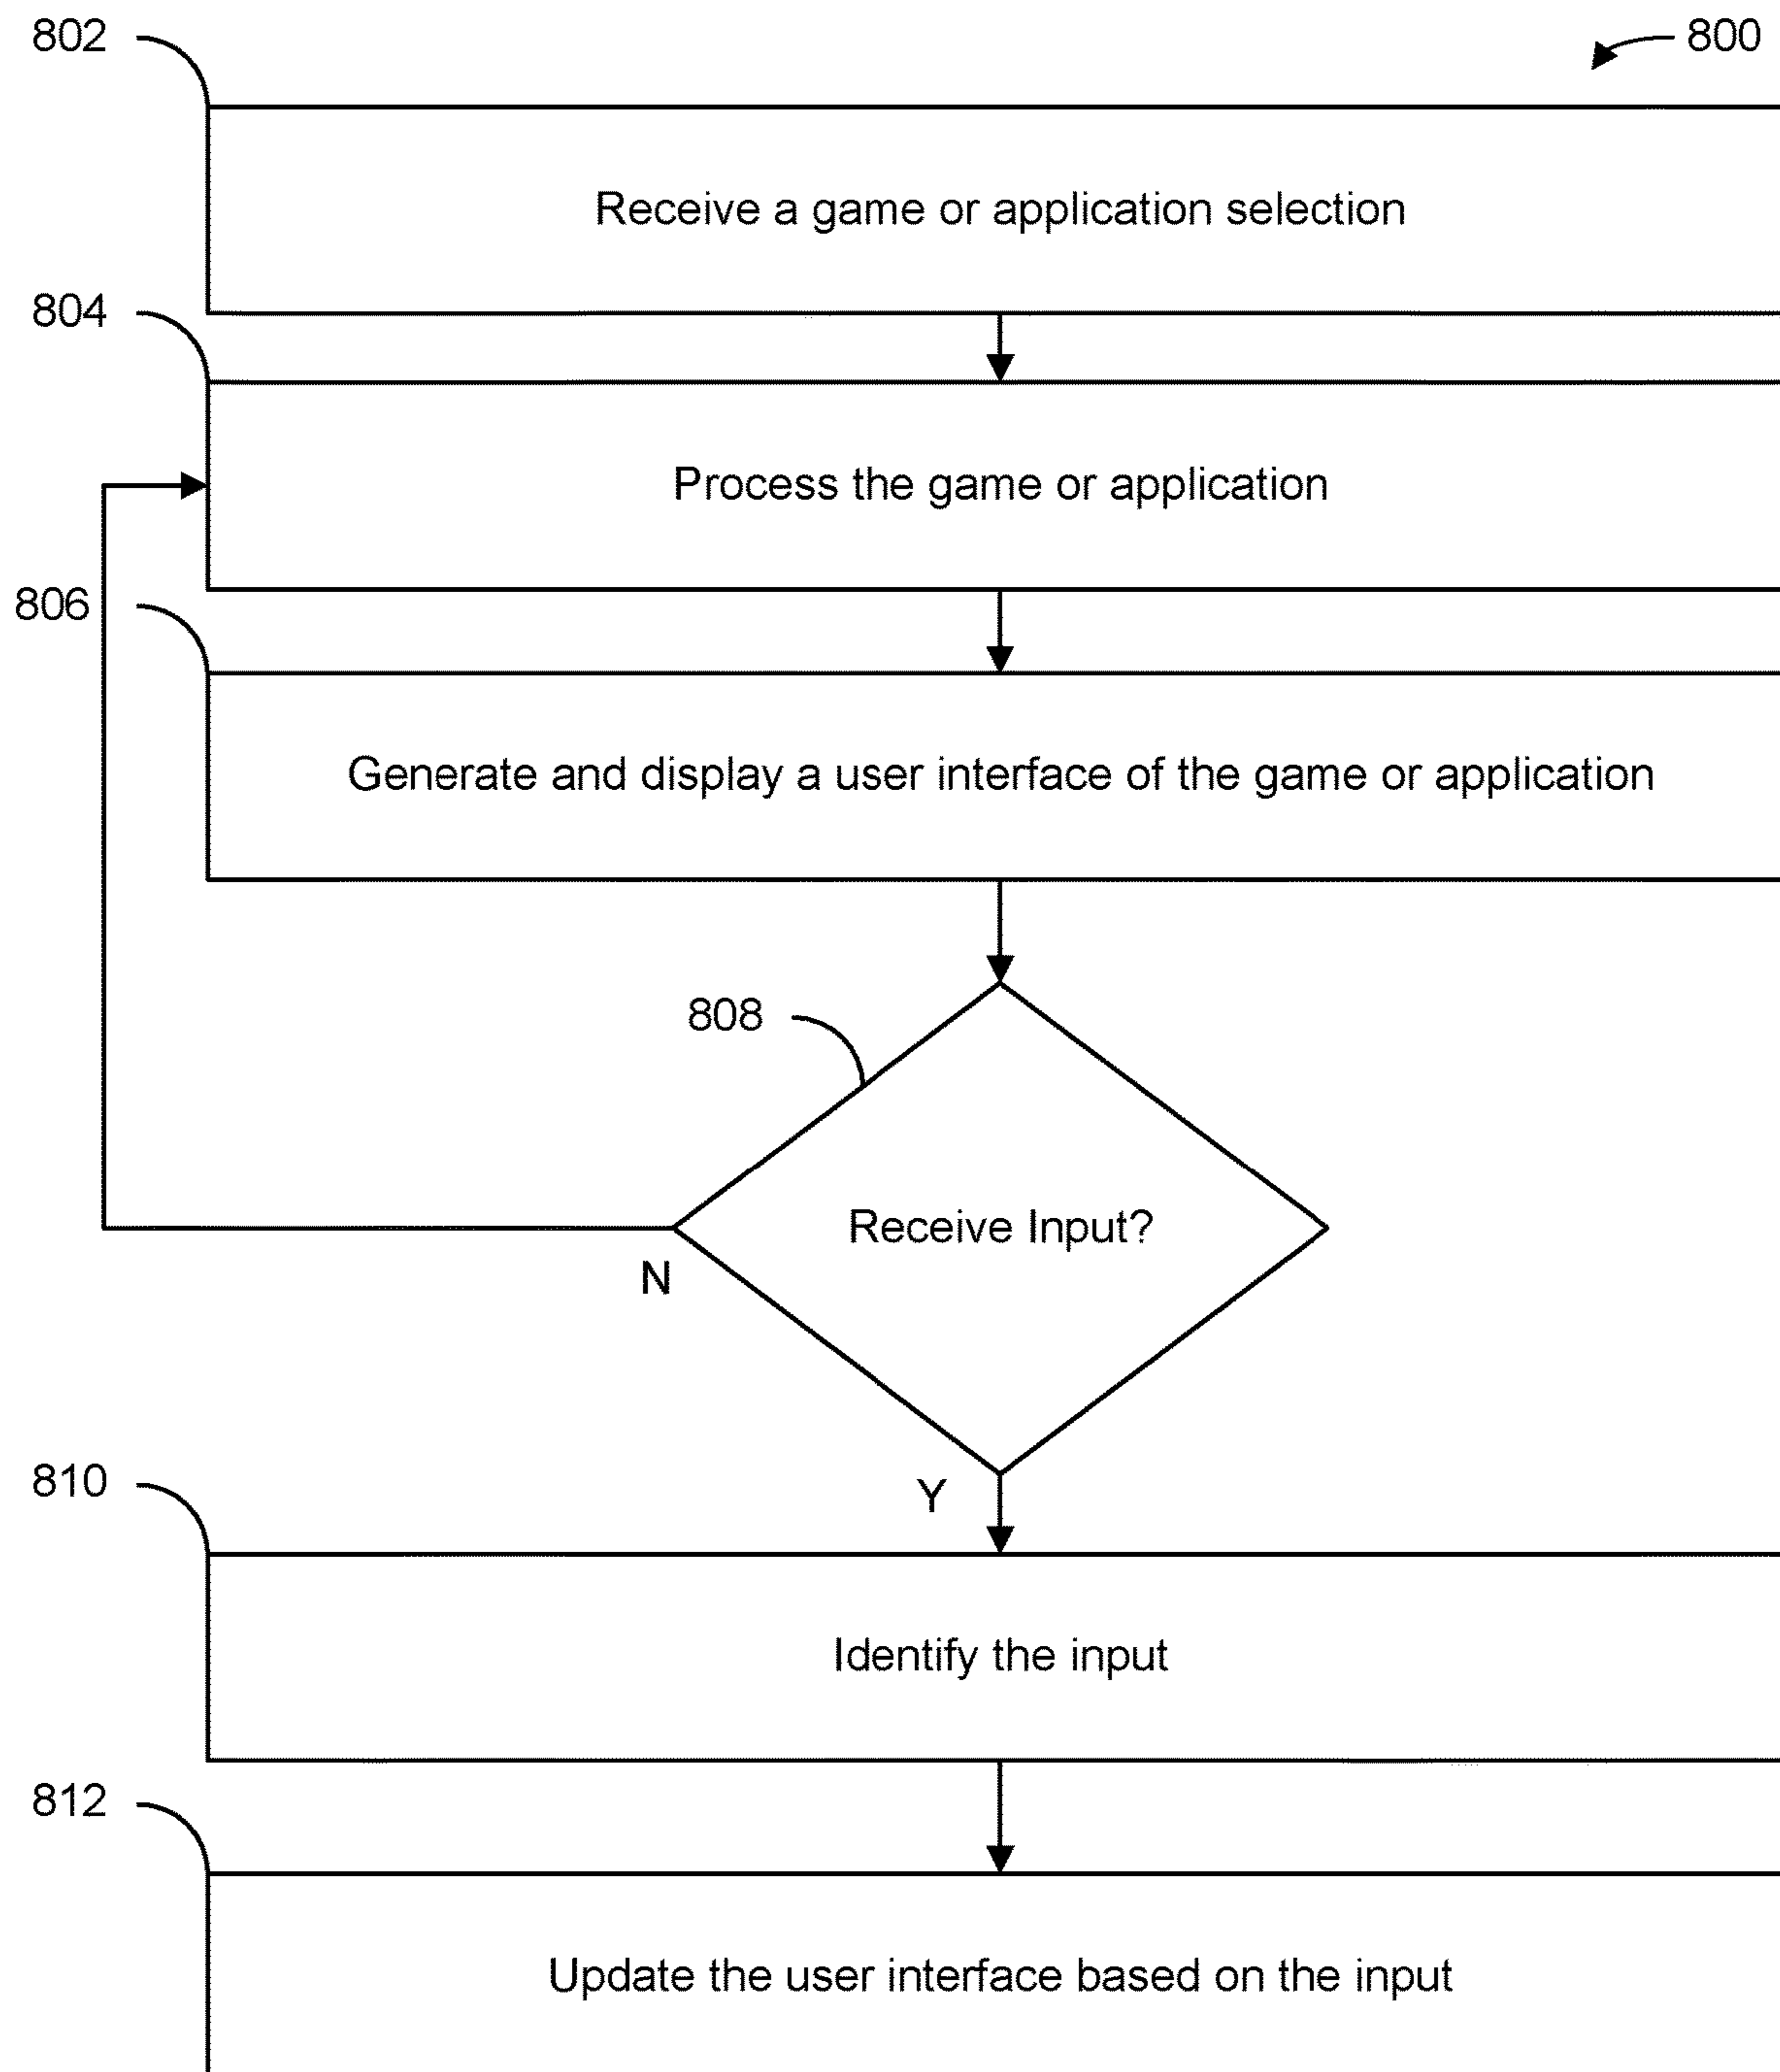 802
800
Receive a game or application selection
804
Process the game or application
806
Generate and display a user interface of the game or application
808
Receive Input?
N
Y
810
Identify the input
812
Update the user interface based on the input